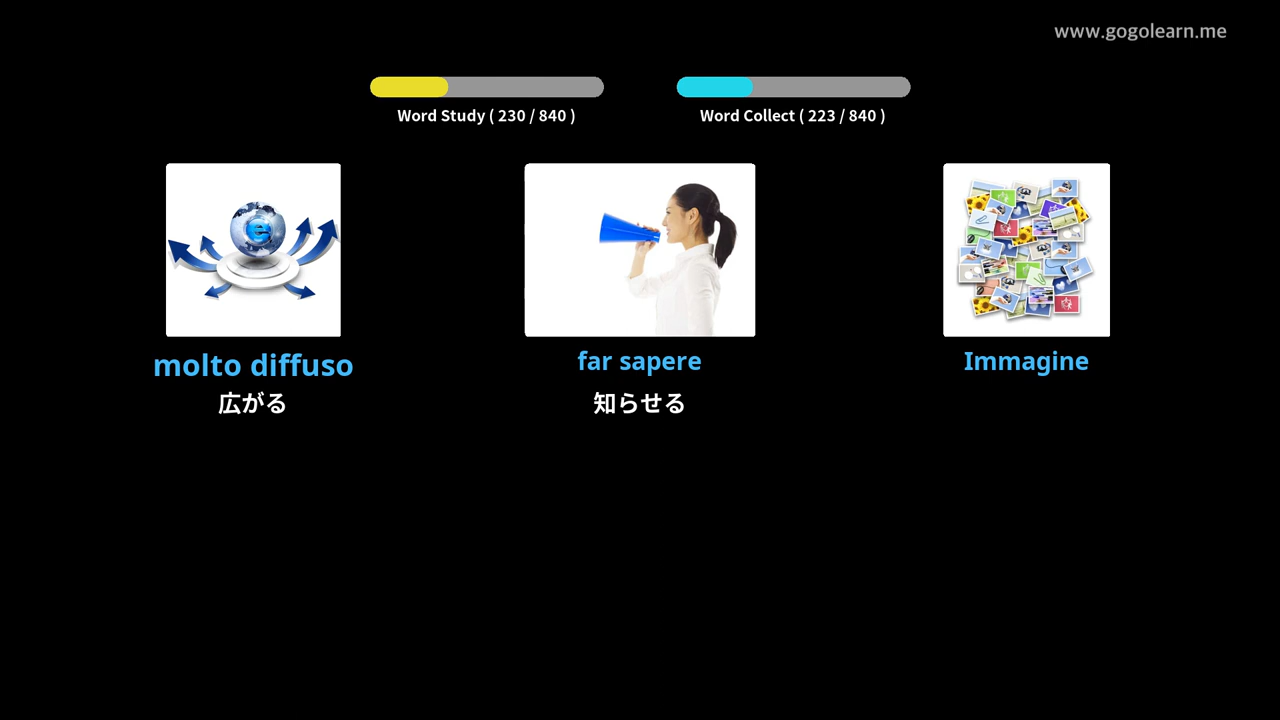 www.gogolearn.me
Word Study ( 230 / 840 )
Word Collect ( 223 / 840 )
e
molto diffuso
広がる
far sapere
知らせる
Immagine